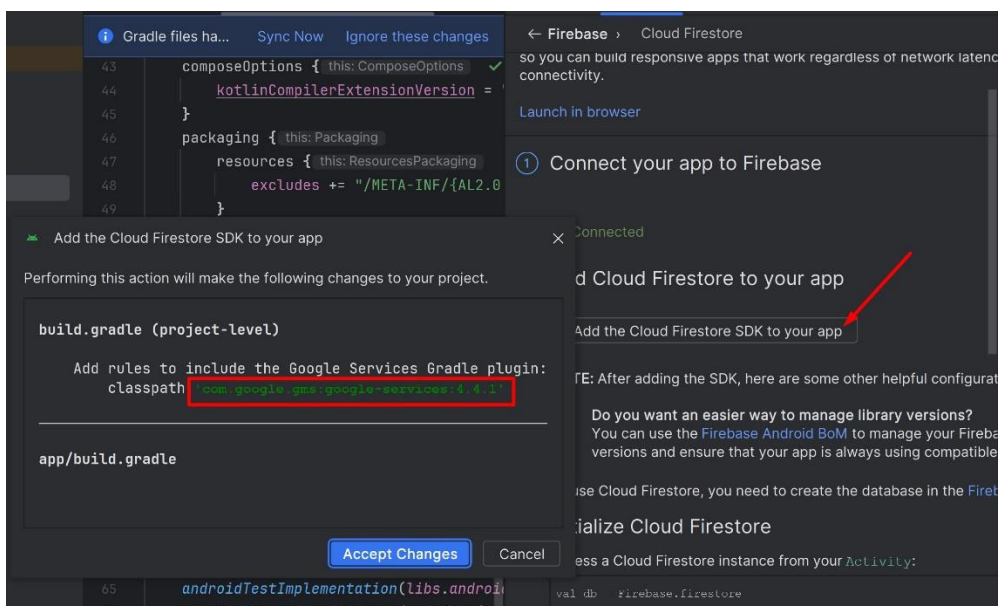 Gradle files ha... Sync Now Ignore these changes
43 composeOptions { this: ComposeOptions
44 kotlinCompilerExtensionVersion = '
45 }
46 packaging { this: Packaging
47 resources { this: ResourcesPackaging
48 excludes += "/META-INF/{AL2.0
49 }
Add the Cloud Firestore SDK to your app
Performing this action will make the following changes to your project.
build.gradle (project-level)
Add rules to include the Google Services Gradle plugin:
classpath 'com.google.gms:google-services:4.4.1'
app/build.gradle
Accept Changes Cancel
65 androidTestImplementation(libs.androi
← Firebase › Cloud Firestore
so you can build responsive apps that work regardless of network latenc
connectivity.
Launch in browser
1 Connect your app to Firebase
Connected
d Cloud Firestore to your app
Add the Cloud Firestore SDK to your app
TE: After adding the SDK, here are some other helpful configurat
Do you want an easier way to manage library versions?
You can use the Firebase Android BoM to manage your Fireba
versions and ensure that your app is always using compatible
use Cloud Firestore, you need to create the database in the Fireb
ialize Cloud Firestore
ess a Cloud Firestore instance from your Activity:
val db Firebase.firestore